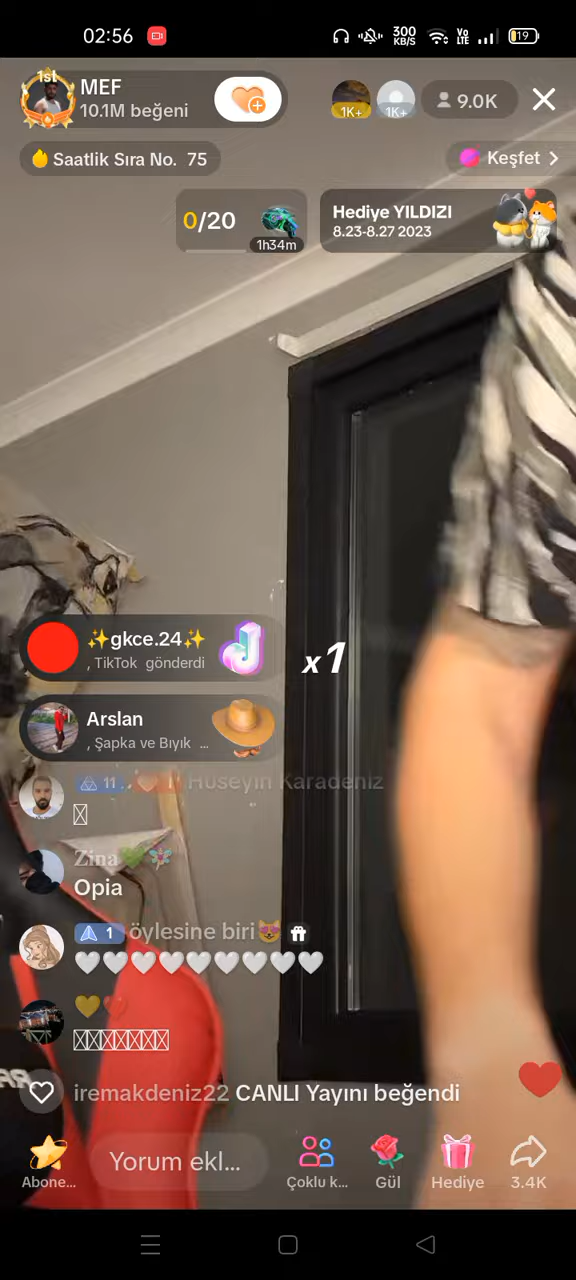 02:56
300
KB/S
Vo
LTE
19
1st
MEF
10.1M beğeni
1K+
1K+
9.0K
Saatlik Sıra No. 75
Keşfet
0/20
1h34m
Hediye YILDIZI
8.23-8.27 2023
✨gkce.24✨
, TikTok gönderdi
x1
Arslan
, Şapka ve Bıyık ...
11 Hüseyin Karadeniz
Zina💚🧚
Opia
1 öylesine biri😻
🤍🤍🤍🤍🤍🤍🤍🤍🤍
iremakdeniz22 CANLI Yayını beğendi
Abone...
Yorum ekl...
Çoklu k...
Gül
Hediye
3.4K